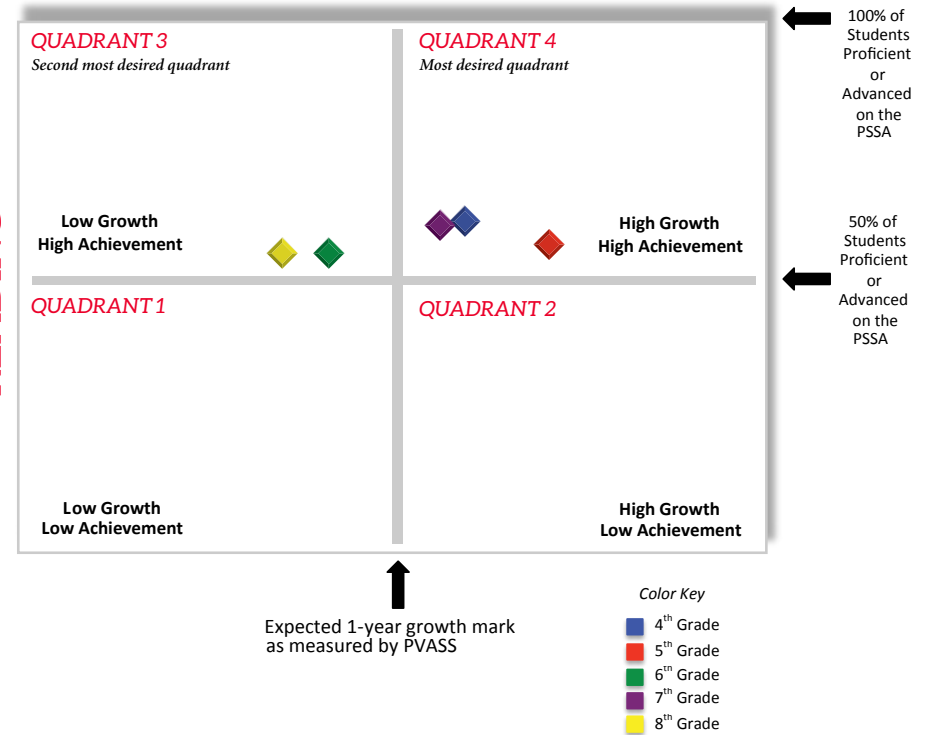 QUADRANT 3
Second most desired quadrant
QUADRANT 4
Most desired quadrant
100% of
Students
Proficient
or
Advanced
on the
PSSA
Low Growth
High Achievement
High Growth
High Achievement
50% of
Students
Proficient
or
Advanced
on the
PSSA
QUADRANT 1
QUADRANT 2
Low Growth
Low Achievement
High Growth
Low Achievement
Expected 1-year growth mark
as measured by PVASS
Color Key
4th Grade
5th Grade
6th Grade
7th Grade
8th Grade